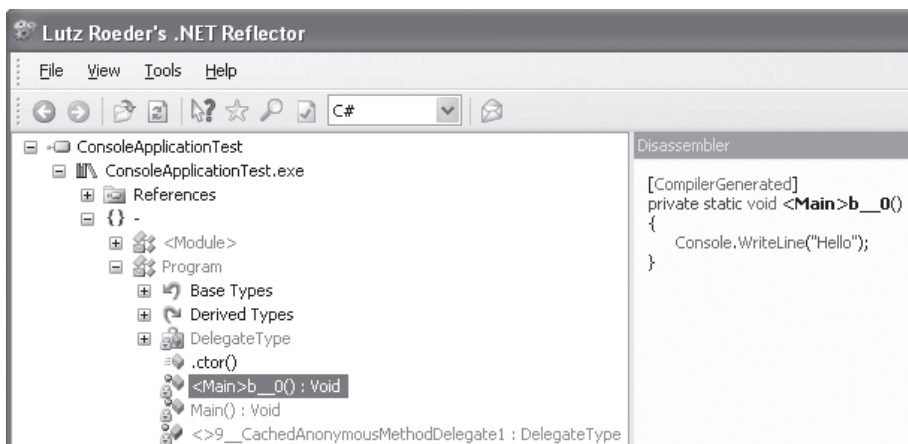 Lutz Roeder's .NET Reflector
File View Tools Help
C#
ConsoleApplicationTest
ConsoleApplicationTest.exe
References
{} -
<Module>
Program
Base Types
Derived Types
DelegateType
.ctor()
<Main>b__0() : Void
Main() : Void
<>9__CachedAnonymousMethodDelegate1 : DelegateType
Disassembler
[CompilerGenerated]
private static void <Main>b__0()
{
Console.WriteLine("Hello");
}